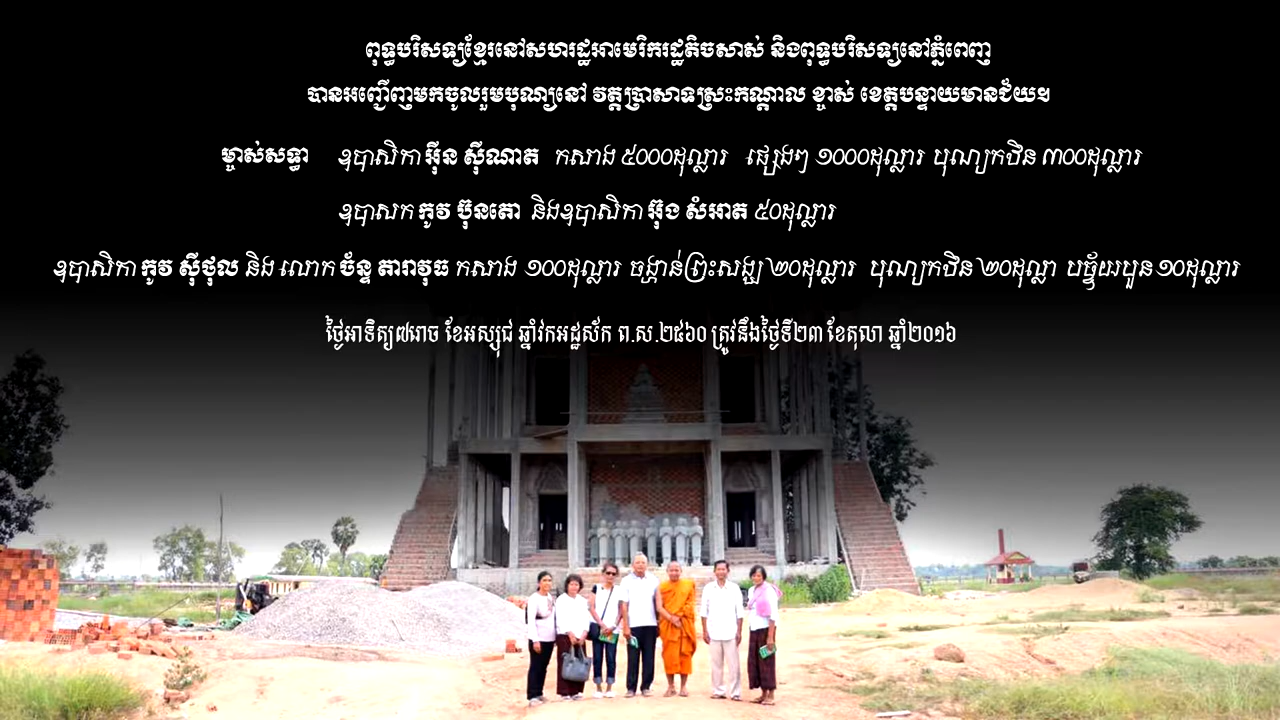 ពុទ្ធបរិសទ្យខ្មែរនៅសហរដ្ឋអាមេរិករដ្ឋតិចសាស់ និងពុទ្ធបរិសទ្យនៅភ្នំពេញ
បានអញ្ជើញមកចូលរួមបុណ្យនៅ វត្តប្រាសាទស្រះកណ្តាល ខ្ចាស់ ខេត្តបន្ទាយមានជ័យ។
ម្ចាស់សទ្ធា ឧបាសិកា អ៊ីន ស៊ីណាត កសាង ៥០០០ដុល្លារ ផ្សេងៗ ១០០០ដុល្លារ បុណ្យកឋិន ៣០០ដុល្លារ
ឧបាសក កូវ ប៊ុនតោ និងឧបាសិកា អ៊ុង សំអាត ៥០ដុល្លារ
ឧបាសិកា កូវ ស៊ីជុល និង លោក ច័ន្ទ តារាវុធ កសាង ១០០ដុល្លារ ចង្ហាន់ព្រះសង្ឃ ២០ដុល្លារ បុណ្យកឋិន ២០ដុល្លា បច្ច័យបួន ១០ដុល្លារ
ថ្ងៃអាទិត្យ៧រោច ខែអស្សុជ ឆ្នាំវកអដ្ឋស័ក ព.ស.២៥៦០ ត្រូវនឹងថ្ងៃទី២៣ ខែតុលា ឆ្នាំ២០១៦